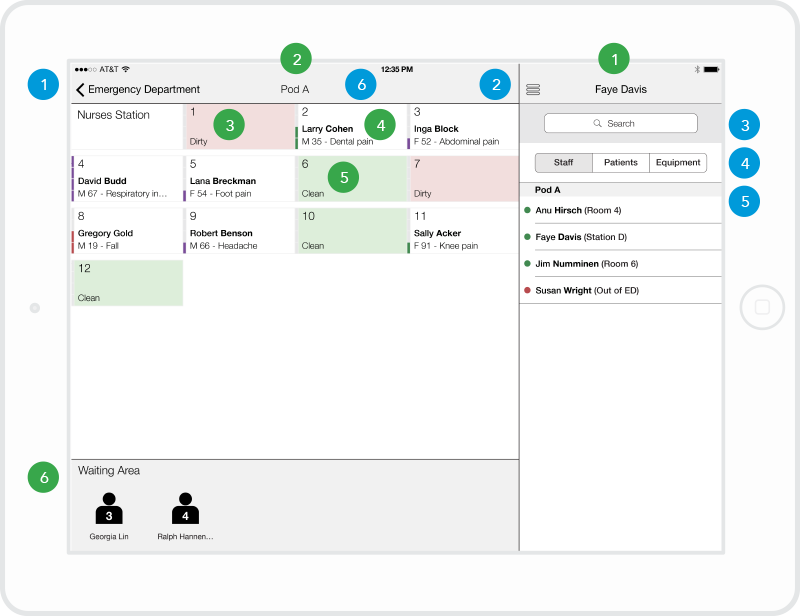 1
2
●●●○○ AT&T
12:35 PM
1
Emergency Department
Pod A
6
2
Faye Davis
Nurses Station
1
3
Dirty
2
4
Larry Cohen
M 35 - Dental pain
3
Inga Block
F 52 - Abdominal pain
Search
3
4
David Budd
M 67 - Respiratory in…
5
Lana Breckman
F 54 - Foot pain
6
5
Clean
7
Dirty
Staff
Patients
Equipment
4
Pod A
5
8
Gregory Gold
M 19 - Fall
9
Robert Benson
M 66 - Headache
10
Clean
11
Sally Acker
F 91 - Knee pain
Anu Hirsch (Room 4)
Faye Davis (Station D)
Jim Numminen (Room 6)
Susan Wright (Out of ED)
12
Clean
6
Waiting Area
3
Georgia Lin
4
Ralph Hannen…